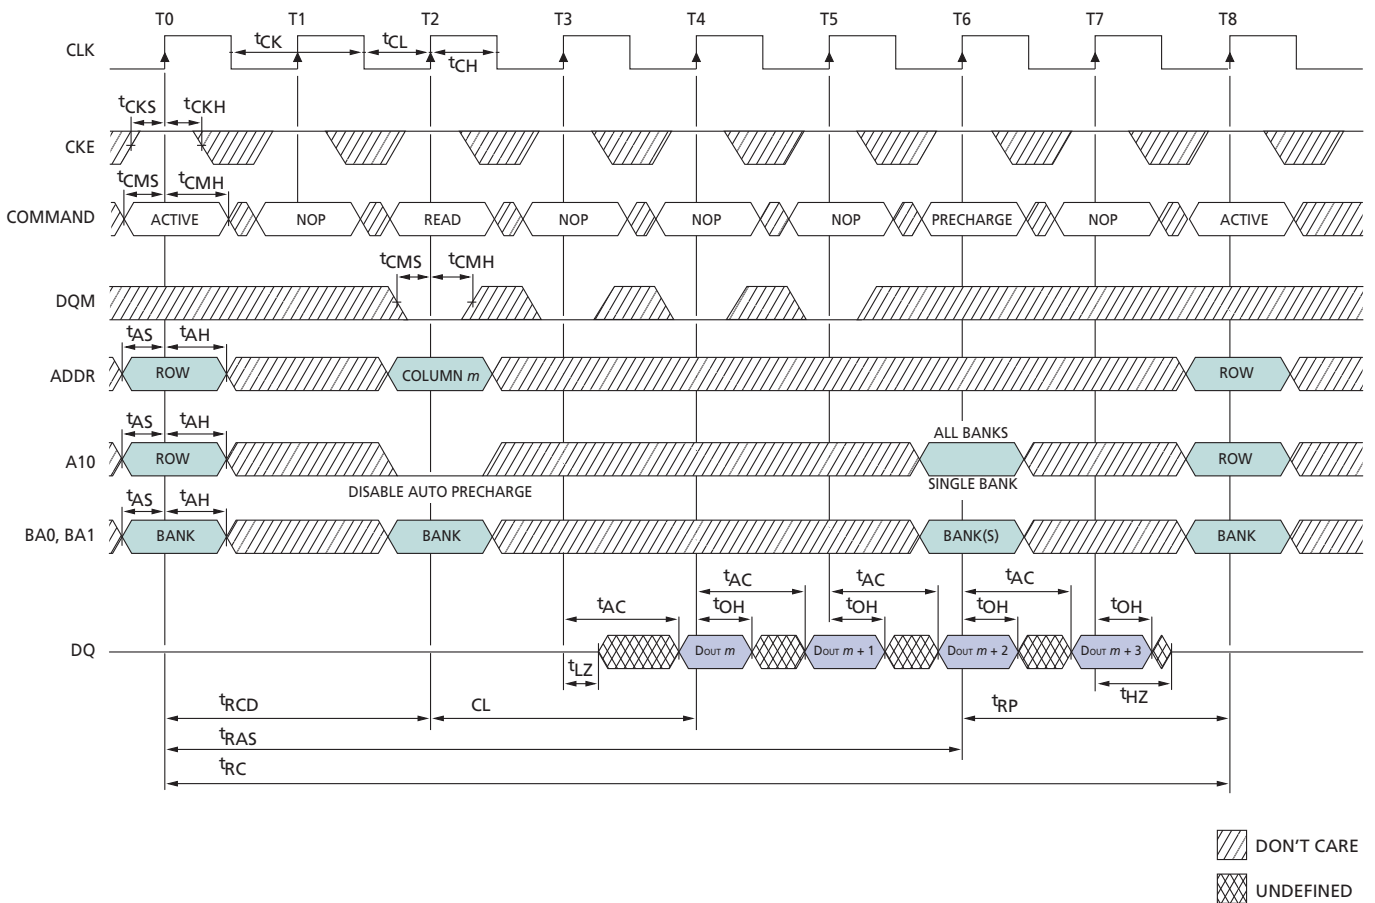 T0 T1 T2 T3 T4 T5 T6 T7 T8
CLK
tCK tCL
tCH
tCKS tCKH
CKE
tCMS tCMH
COMMAND ACTIVE NOP READ NOP NOP NOP PRECHARGE NOP ACTIVE
tCMS tCMH
DQM
tAS tAH
ADDR ROW COLUMN m ROW
tAS tAH
ALL BANKS
A10 ROW ROW
DISABLE AUTO PRECHARGE SINGLE BANK
tAS tAH
BA0, BA1 BANK BANK BANK(S) BANK
tAC tAC tAC
tAC tOH tOH tOH tOH
DQ DOUT m DOUT m + 1 DOUT m + 2 DOUT m + 3
tLZ tHZ
tRCD CL tRP
tRAS
tRC
DON'T CARE
UNDEFINED